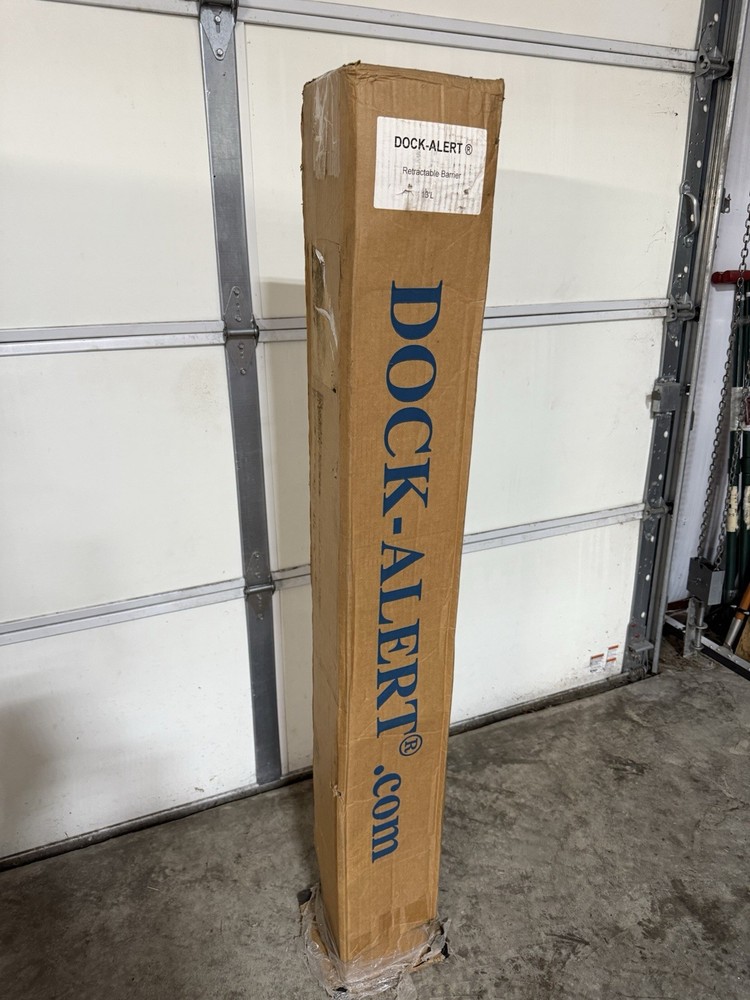 DOCK-ALERT ®
Retractable Barrier
DOCK-ALERT® .com